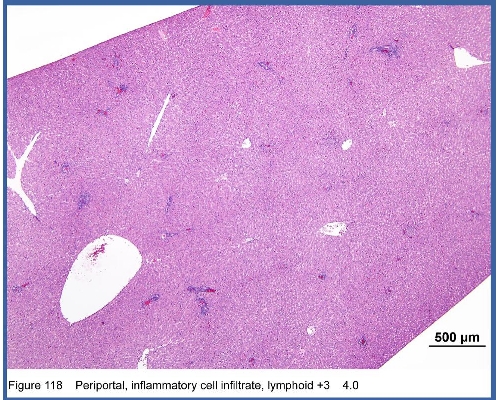 500 µm
Figure 118 Periportal, inflammatory cell infiltrate, lymphoid +3 4.0